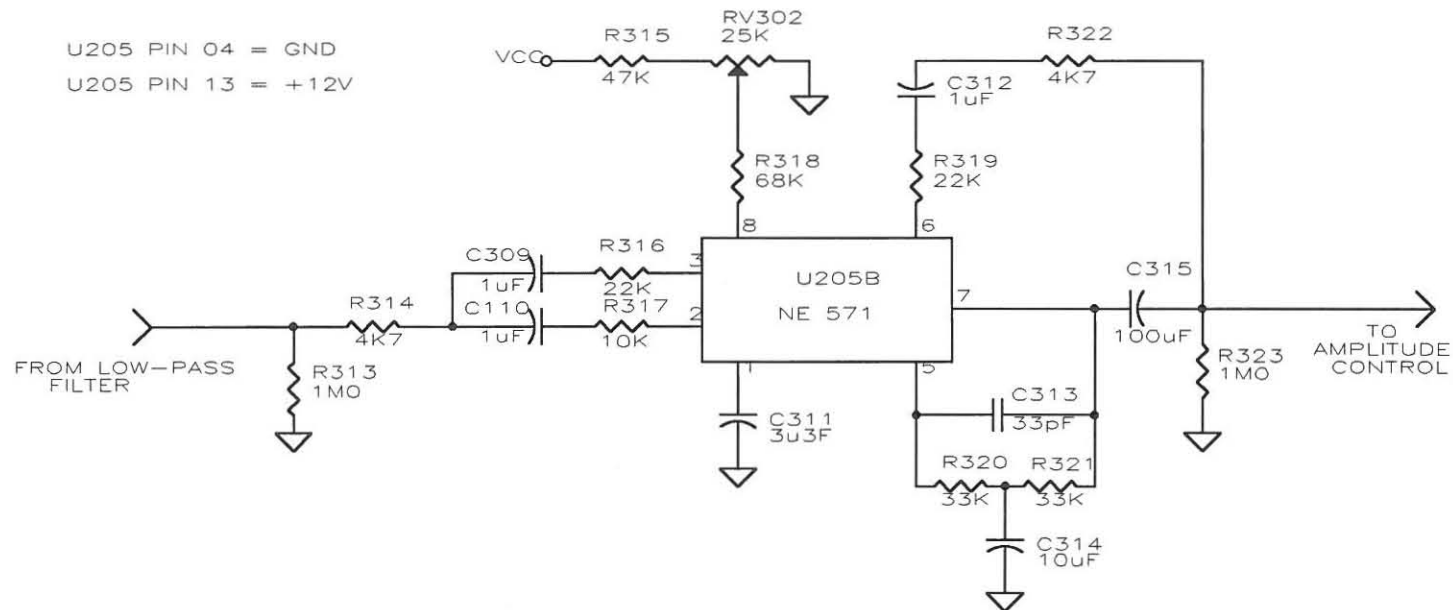 U205 PIN 04 = GND
U205 PIN 13 = +12V
VCC
R315
47K
RV302
25K
R322
4K7
C312
1uF
R318
68K
R319
22K
8
6
C309
1uF
R316
22K
3
U205B
NE 571
7
C315
100uF
R314
4K7
C110
1uF
R317
10K
2
FROM LOW-PASS
FILTER
R313
1M0
TO
AMPLITUDE
CONTROL
R323
1M0
1
5
C311
3u3F
C313
33pF
R320
33K
R321
33K
C314
10uF